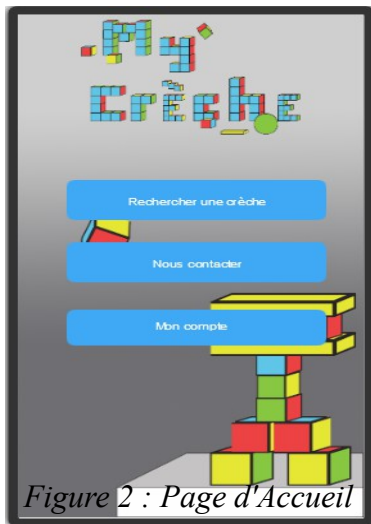 My
Crèche
Rechercher une crèche
Nous contacter
Mon compte
Figure 2 : Page d'Accueil